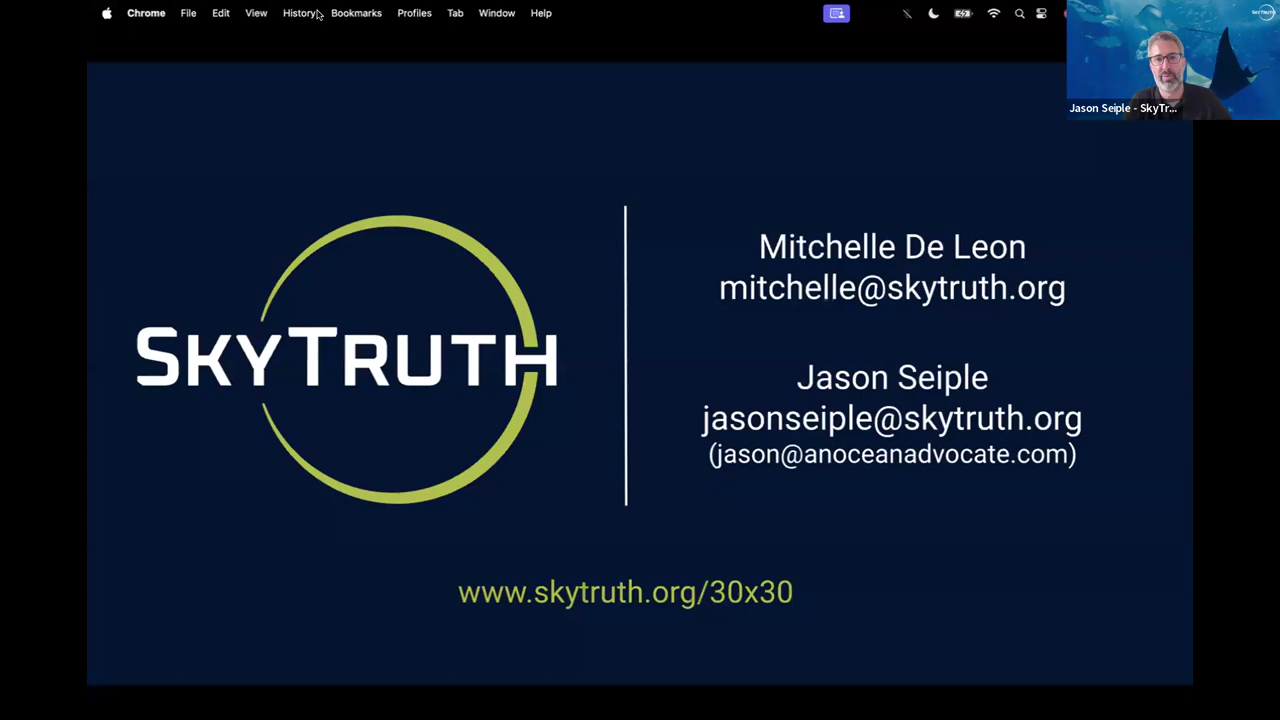 Chrome File Edit View History Bookmarks Profiles Tab Window Help
Jason Seiple - SkyTr...
SKYTRUTH
Mitchelle De Leon
mitchelle@skytruth.org
Jason Seiple
jasonseiple@skytruth.org
(jason@anoceanadvocate.com)
www.skytruth.org/30x30